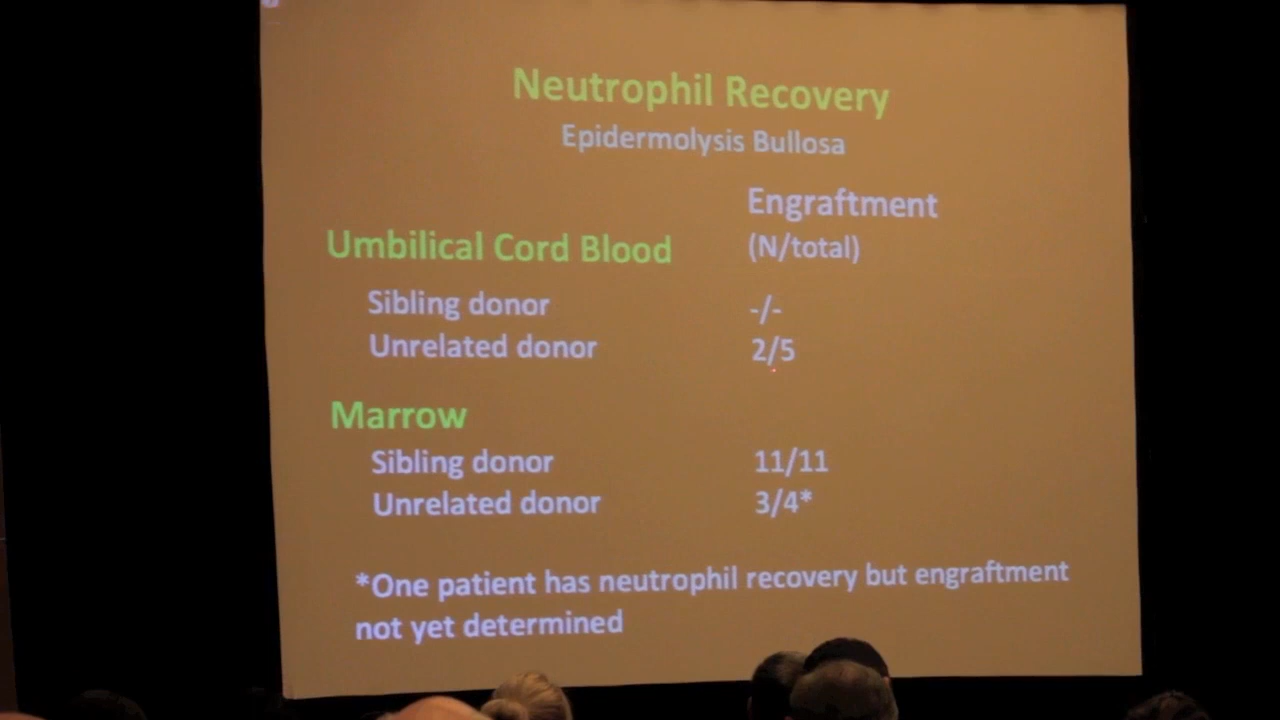 Neutrophil Recovery
Epidermolysis Bullosa
Engraftment
Umbilical Cord Blood (N/total)
Sibling donor -/-
Unrelated donor 2/5
Marrow
Sibling donor 11/11
Unrelated donor 3/4*
*One patient has neutrophil recovery but engraftment
not yet determined